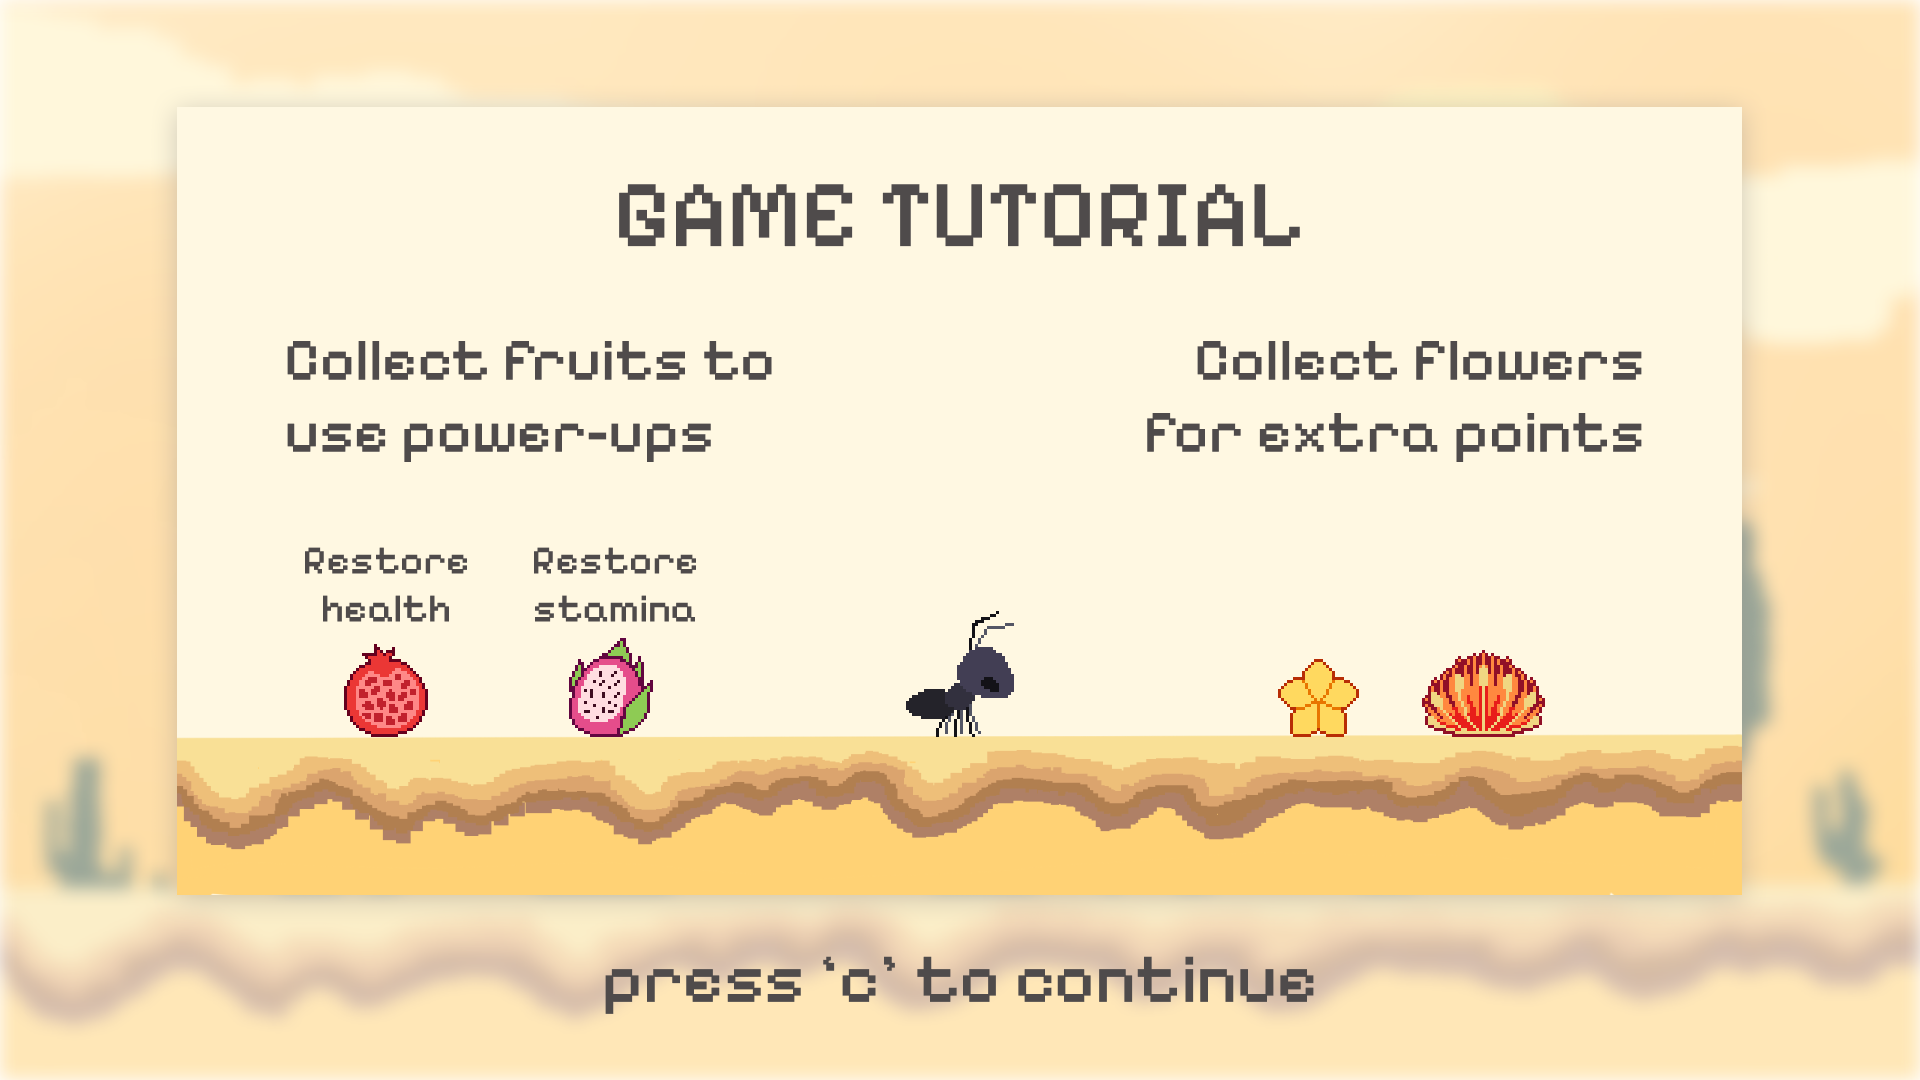 GAME TUTORIAL
Collect fruits to
use power-ups
Collect flowers
for extra points
Restore
health
Restore
stamina
press ‘c’ to continue